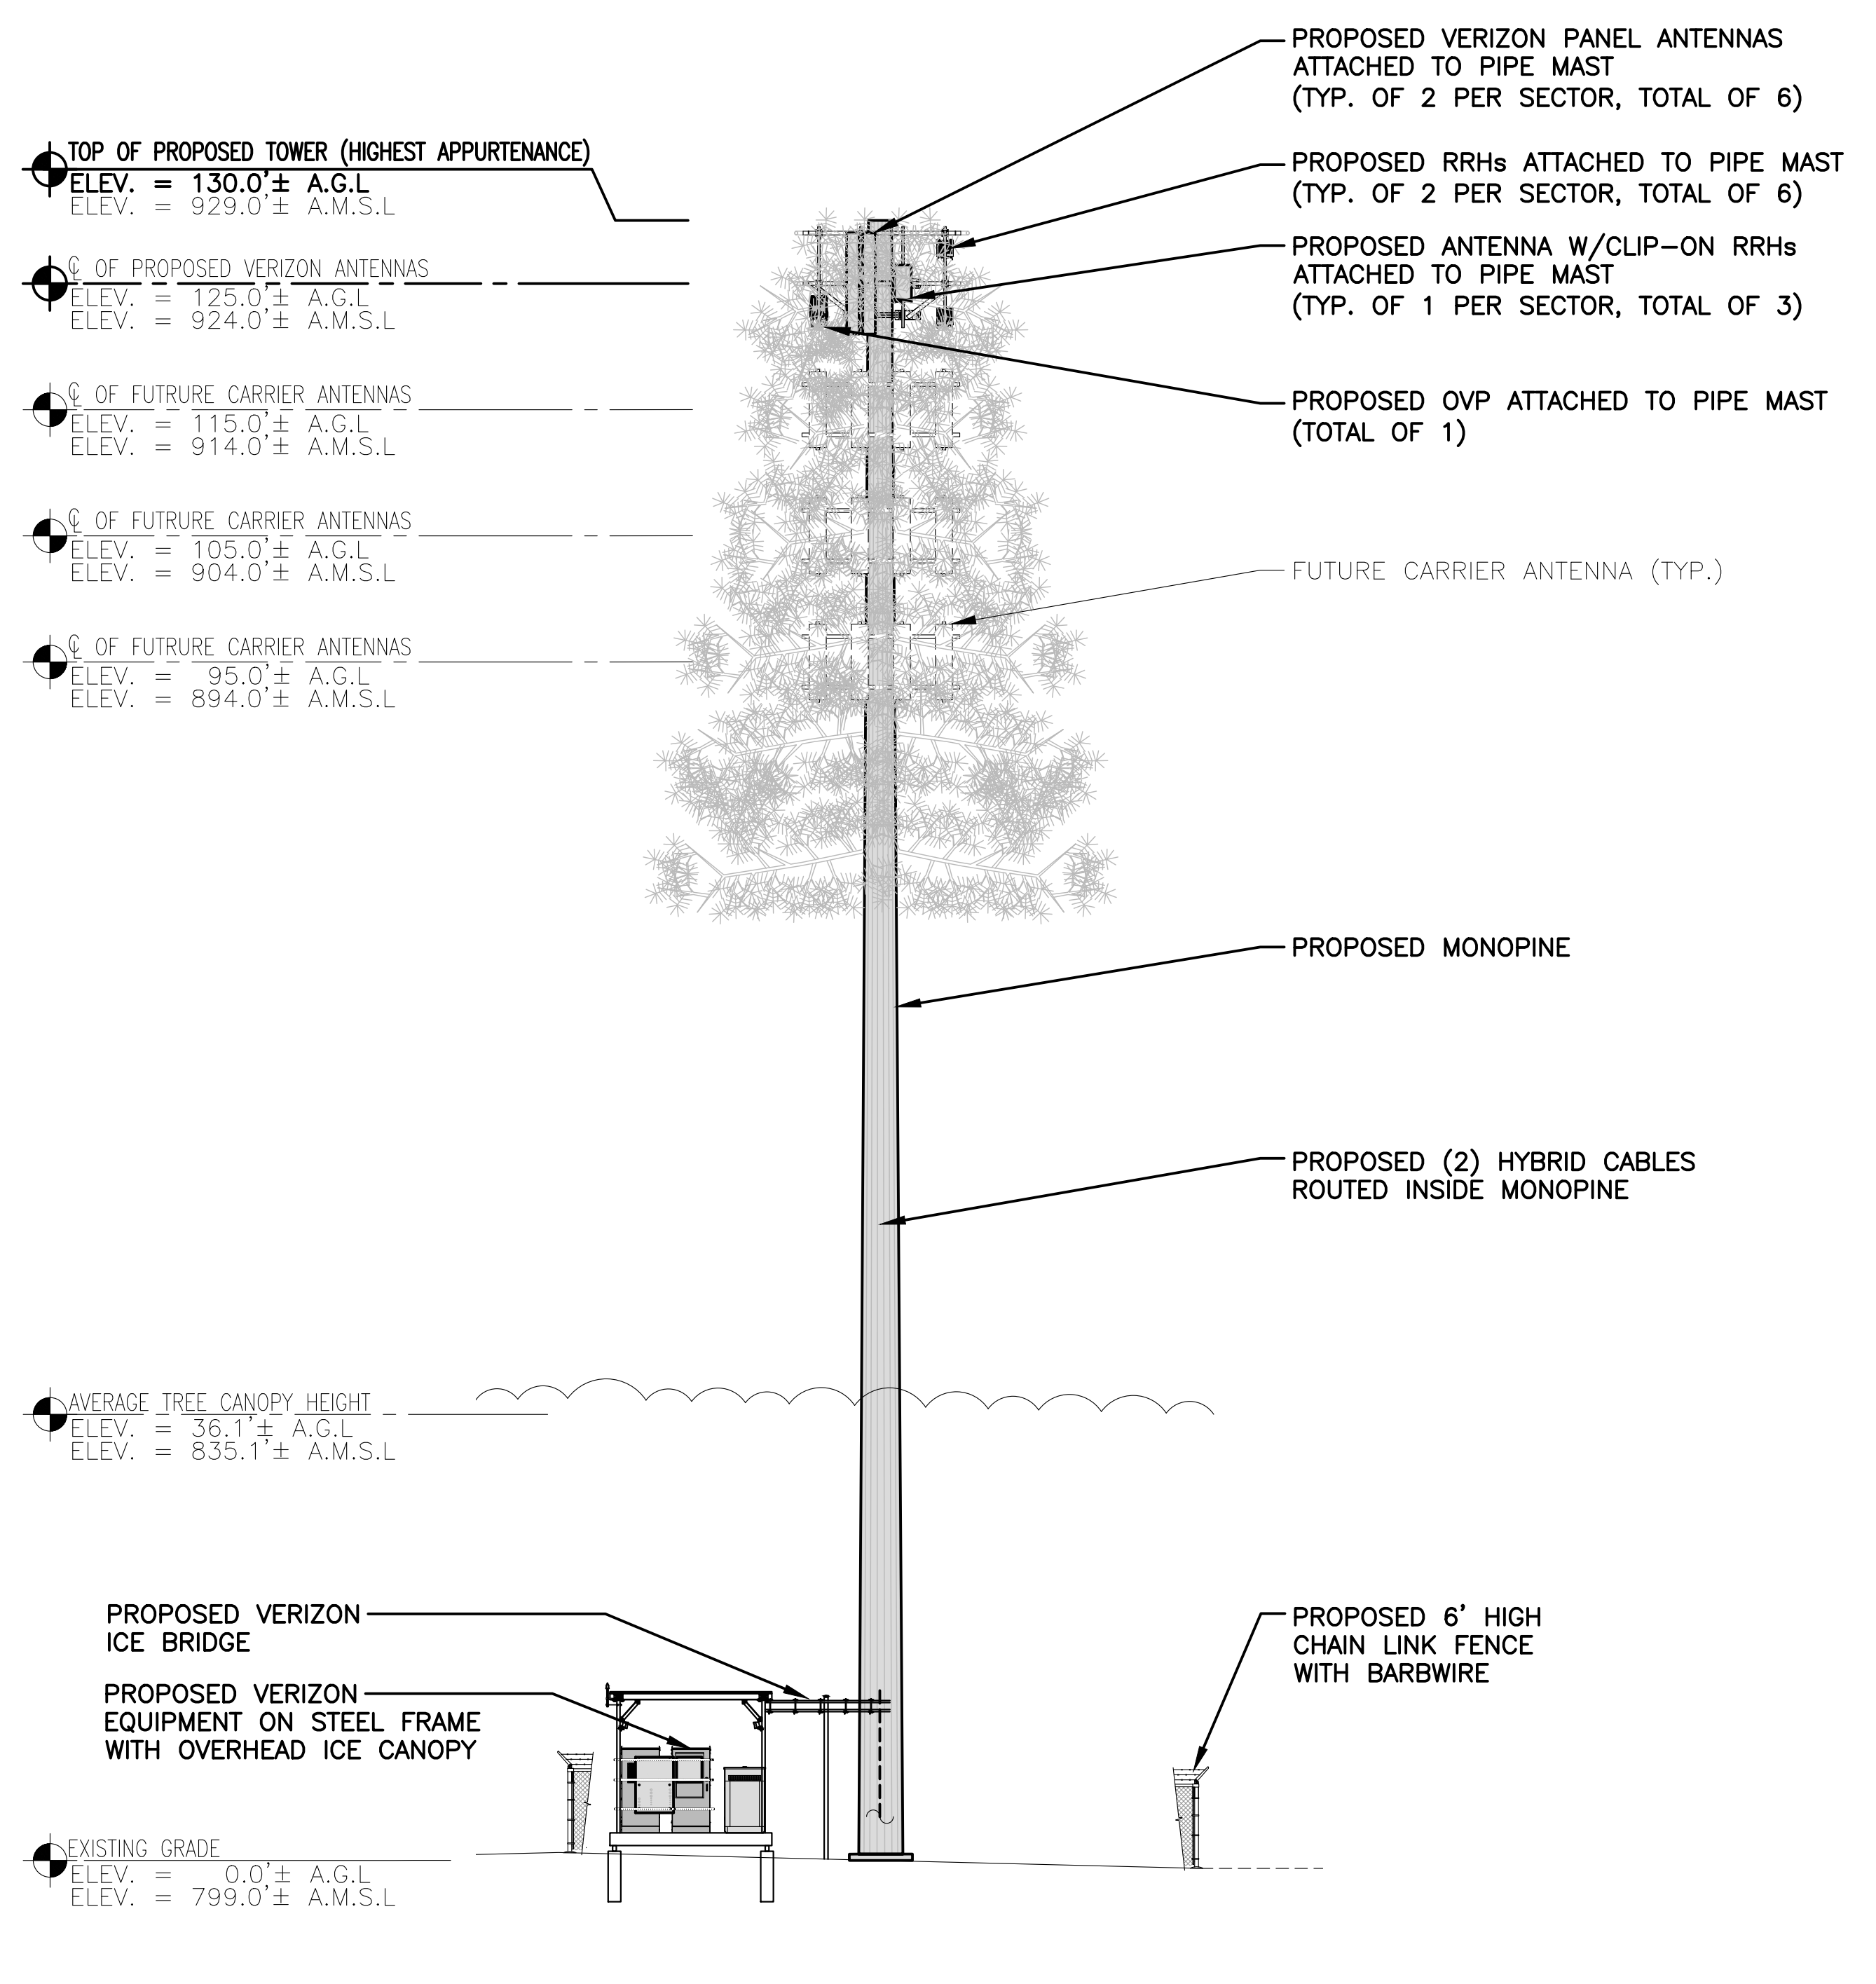 PROPOSED VERIZON PANEL ANTENNAS
ATTACHED TO PIPE MAST
(TYP. OF 2 PER SECTOR, TOTAL OF 6)
TOP OF PROPOSED TOWER (HIGHEST APPURTENANCE)
ELEV. = 130.0'± A.G.L
ELEV. = 929.0'± A.M.S.L
PROPOSED RRHs ATTACHED TO PIPE MAST
(TYP. OF 2 PER SECTOR, TOTAL OF 6)
PROPOSED ANTENNA W/CLIP-ON RRHs
ATTACHED TO PIPE MAST
(TYP. OF 1 PER SECTOR, TOTAL OF 3)
℄ OF PROPOSED VERIZON ANTENNAS
ELEV. = 125.0'± A.G.L
ELEV. = 924.0'± A.M.S.L
℄ OF FUTRURE CARRIER ANTENNAS
ELEV. = 115.0'± A.G.L
ELEV. = 914.0'± A.M.S.L
PROPOSED OVP ATTACHED TO PIPE MAST
(TOTAL OF 1)
℄ OF FUTRURE CARRIER ANTENNAS
ELEV. = 105.0'± A.G.L
ELEV. = 904.0'± A.M.S.L
FUTURE CARRIER ANTENNA (TYP.)
℄ OF FUTRURE CARRIER ANTENNAS
ELEV. = 95.0'± A.G.L
ELEV. = 894.0'± A.M.S.L
PROPOSED MONOPINE
PROPOSED (2) HYBRID CABLES
ROUTED INSIDE MONOPINE
AVERAGE TREE CANOPY HEIGHT
ELEV. = 36.1'± A.G.L
ELEV. = 835.1'± A.M.S.L
PROPOSED VERIZON
ICE BRIDGE
PROPOSED 6' HIGH
CHAIN LINK FENCE
WITH BARBWIRE
PROPOSED VERIZON
EQUIPMENT ON STEEL FRAME
WITH OVERHEAD ICE CANOPY
EXISTING GRADE
ELEV. = 0.0'± A.G.L
ELEV. = 799.0'± A.M.S.L